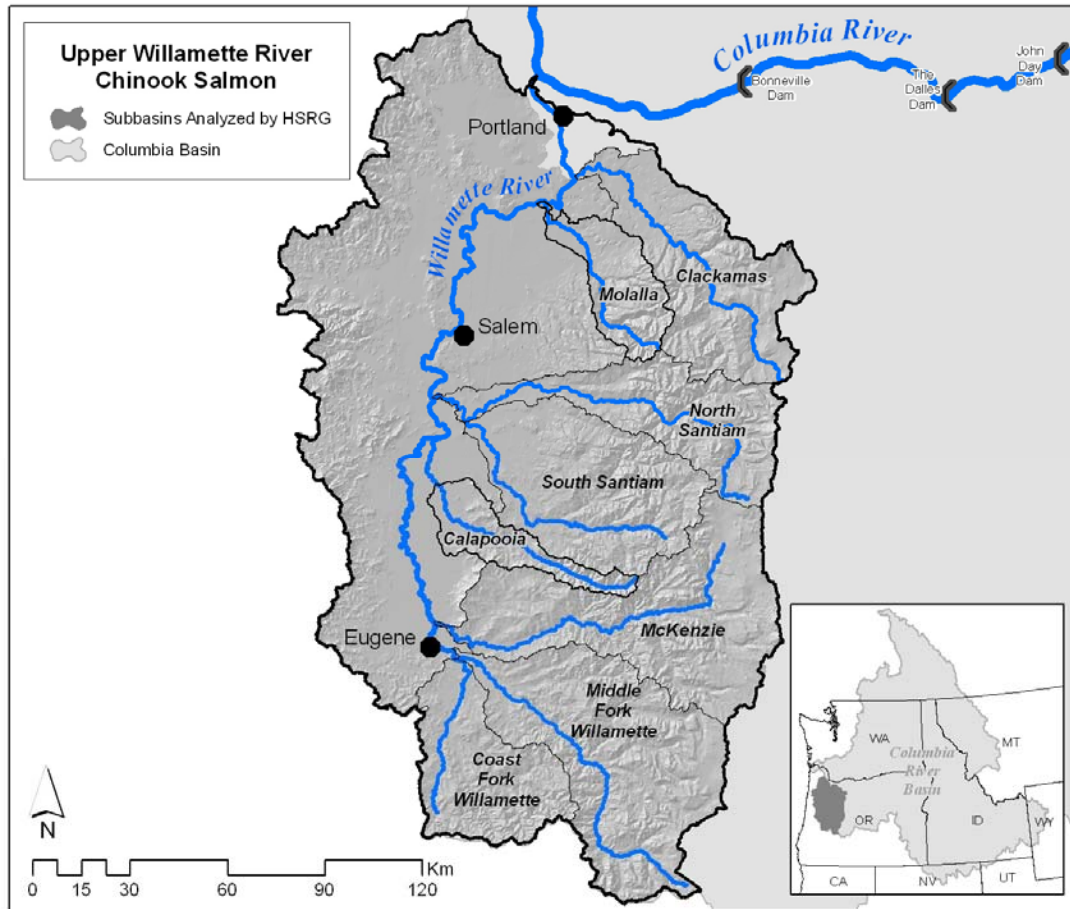 Upper Willamette River
Chinook Salmon
Subbasins Analyzed by HSRG
Columbia Basin
Columbia River
Bonneville
Dam
The
Dalles
Dam
John
Day
Dam
Portland
Willamette River
Clackamas
Molalla
Salem
North
Santiam
South Santiam
Calapooia
McKenzie
Eugene
Middle
Fork
Willamette
Coast
Fork
Willamette
N
Km
0 15 30 60 90 120
WA
MT
Columbia
River
Basin
OR
ID
WY
CA
NV
UT